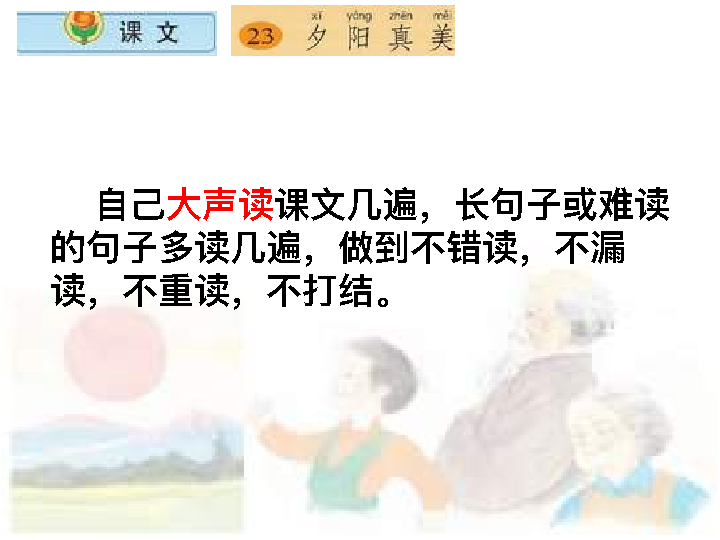 课文
xī yáng zhēn měi
23 夕阳真美
自己大声读课文几遍，长句子或难读
的句子多读几遍，做到不错读，不漏
读，不重读，不打结。